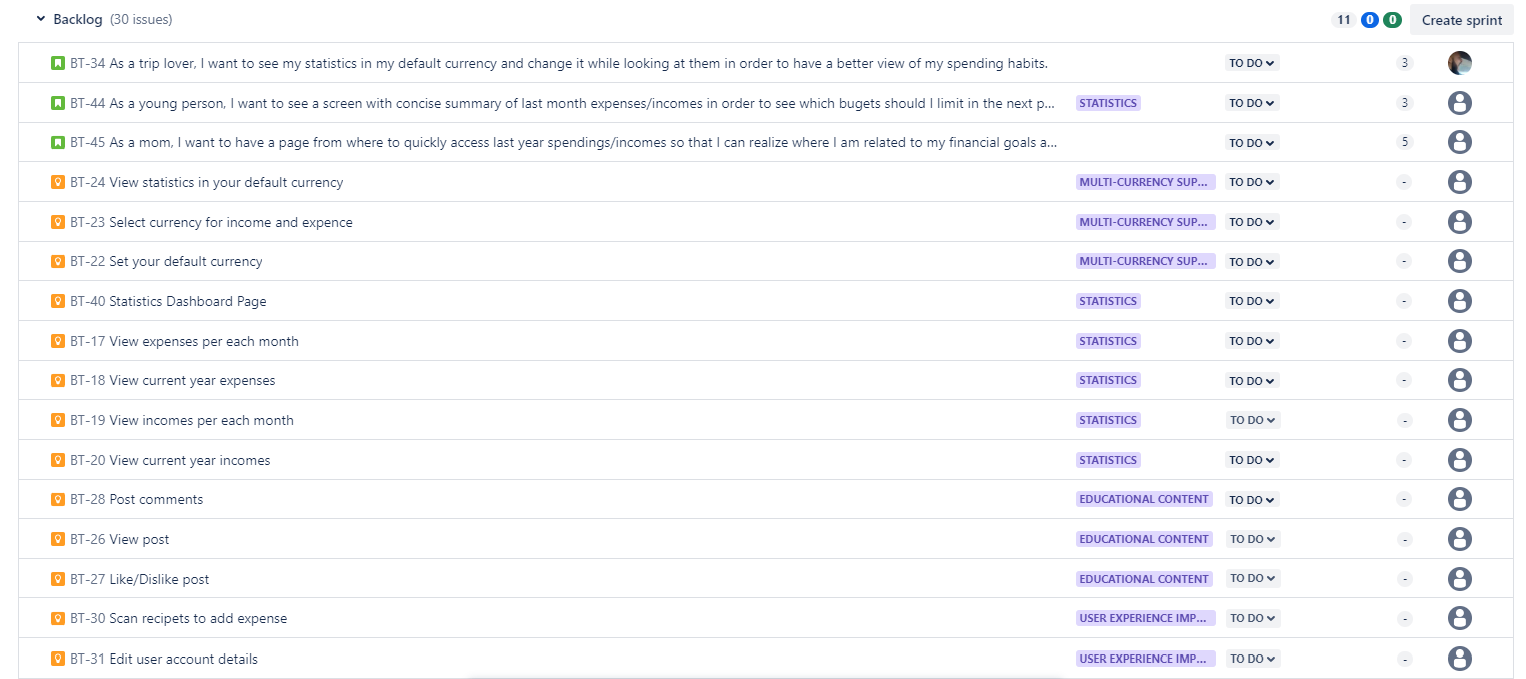 Backlog (30 issues) 11 0 0 Create sprint
BT-34 As a trip lover, I want to see my statistics in my default currency and change it while looking at them in order to have a better view of my spending habits. TO DO 3
BT-44 As a young person, I want to see a screen with concise summary of last month expenses/incomes in order to see which bugets should I limit in the next p... STATISTICS TO DO 3
BT-45 As a mom, I want to have a page from where to quickly access last year spendings/incomes so that I can realize where I am related to my financial goals a... TO DO 5
BT-24 View statistics in your default currency MULTI-CURRENCY SUP... TO DO -
BT-23 Select currency for income and expence MULTI-CURRENCY SUP... TO DO -
BT-22 Set your default currency MULTI-CURRENCY SUP... TO DO -
BT-40 Statistics Dashboard Page STATISTICS TO DO -
BT-17 View expenses per each month STATISTICS TO DO -
BT-18 View current year expenses STATISTICS TO DO -
BT-19 View incomes per each month STATISTICS TO DO -
BT-20 View current year incomes STATISTICS TO DO -
BT-28 Post comments EDUCATIONAL CONTENT TO DO -
BT-26 View post EDUCATIONAL CONTENT TO DO -
BT-27 Like/Dislike post EDUCATIONAL CONTENT TO DO -
BT-30 Scan recipets to add expense USER EXPERIENCE IMP... TO DO -
BT-31 Edit user account details USER EXPERIENCE IMP... TO DO -